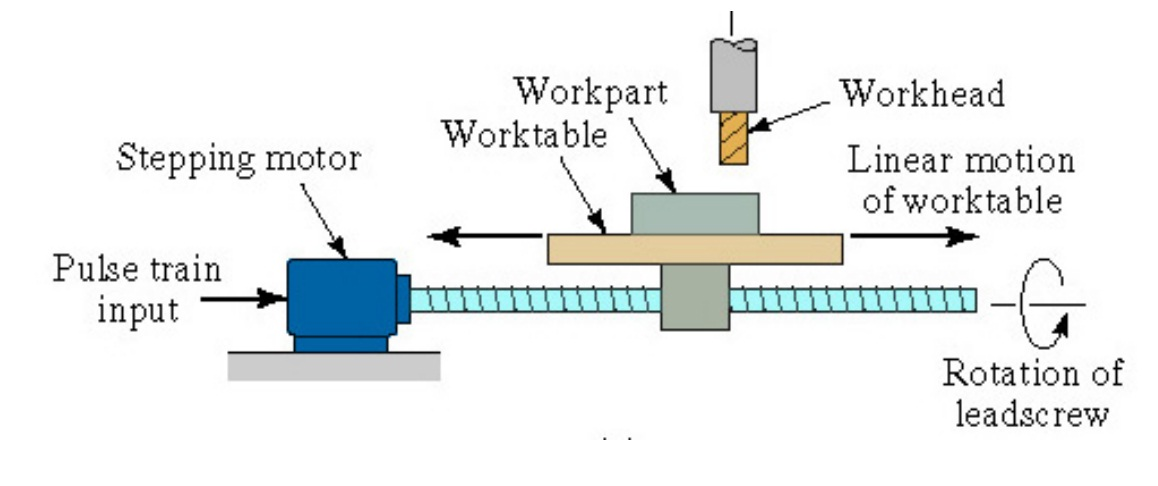 Workpart
Workhead
Worktable
Stepping motor
Linear motion
of worktable
Pulse train
input
Rotation of
leadscrew